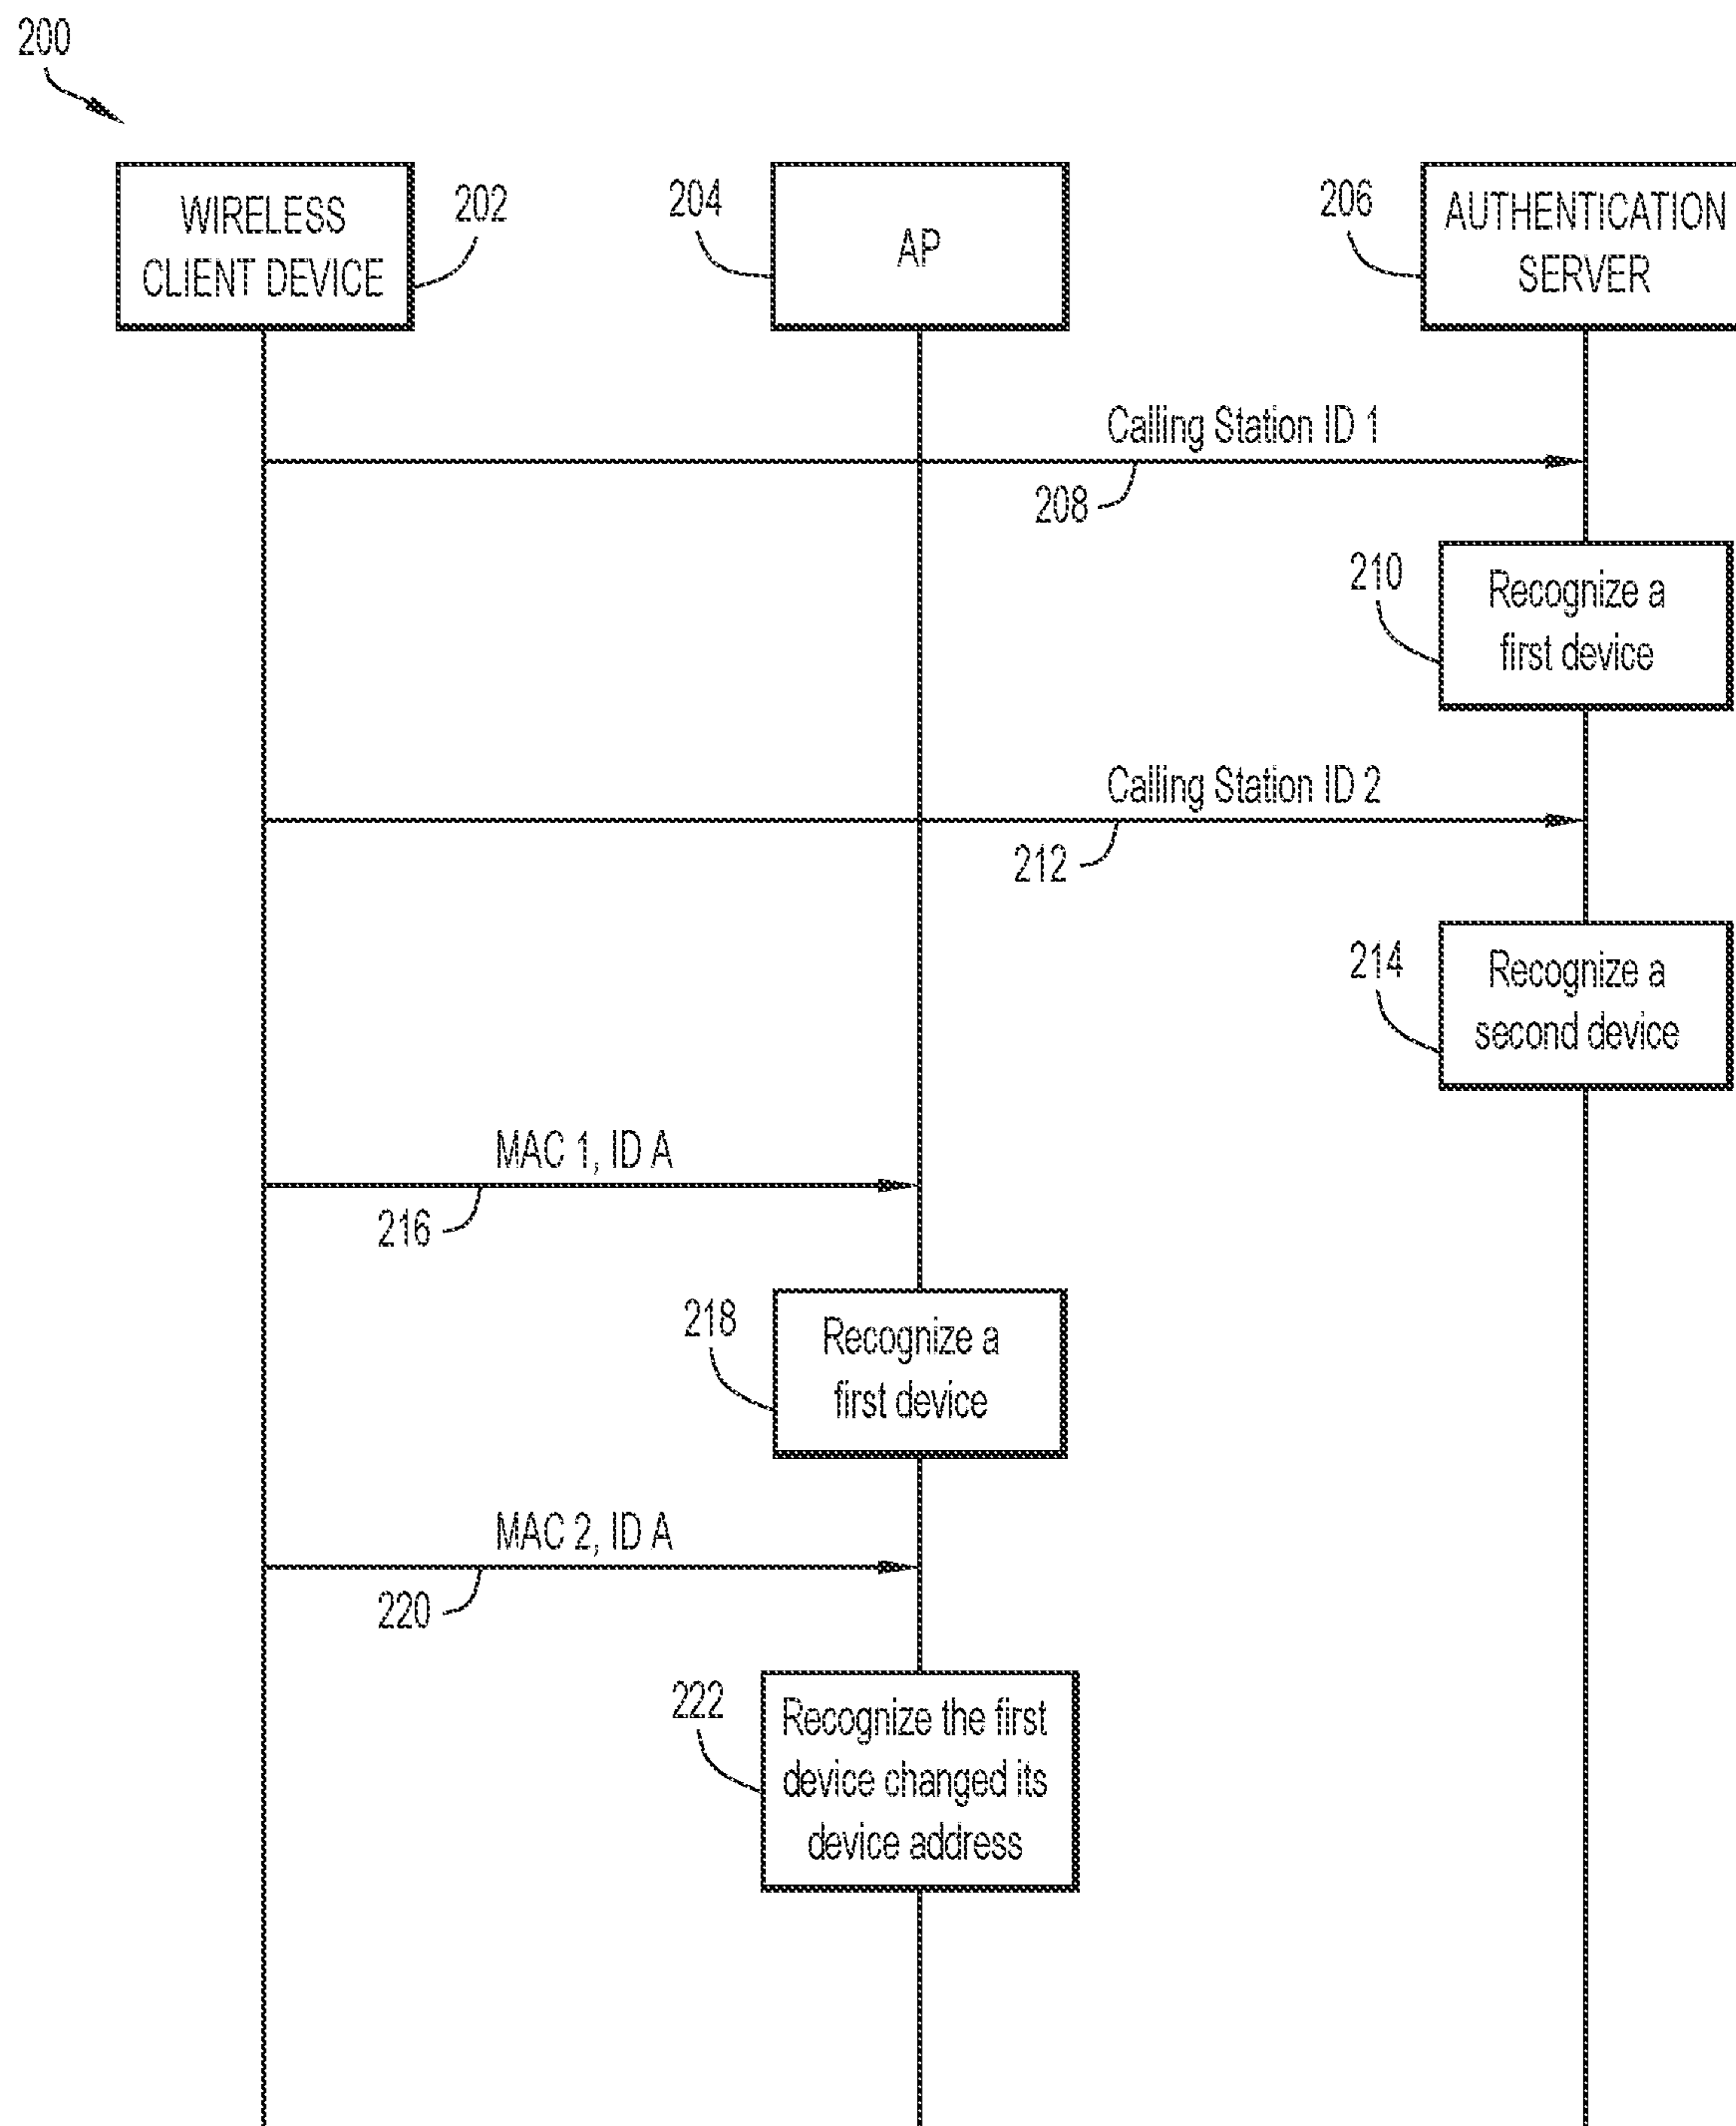 200
WIRELESS
CLIENT DEVICE
202
204
AP
206
AUTHENTICATION
SERVER
Calling Station ID 1
208
210
Recognize a
first device
Calling Station ID 2
212
214
Recognize a
second device
MAC 1, ID A
216
218
Recognize a
first device
MAC 2, ID A
220
222
Recognize the first
device changed its
device address